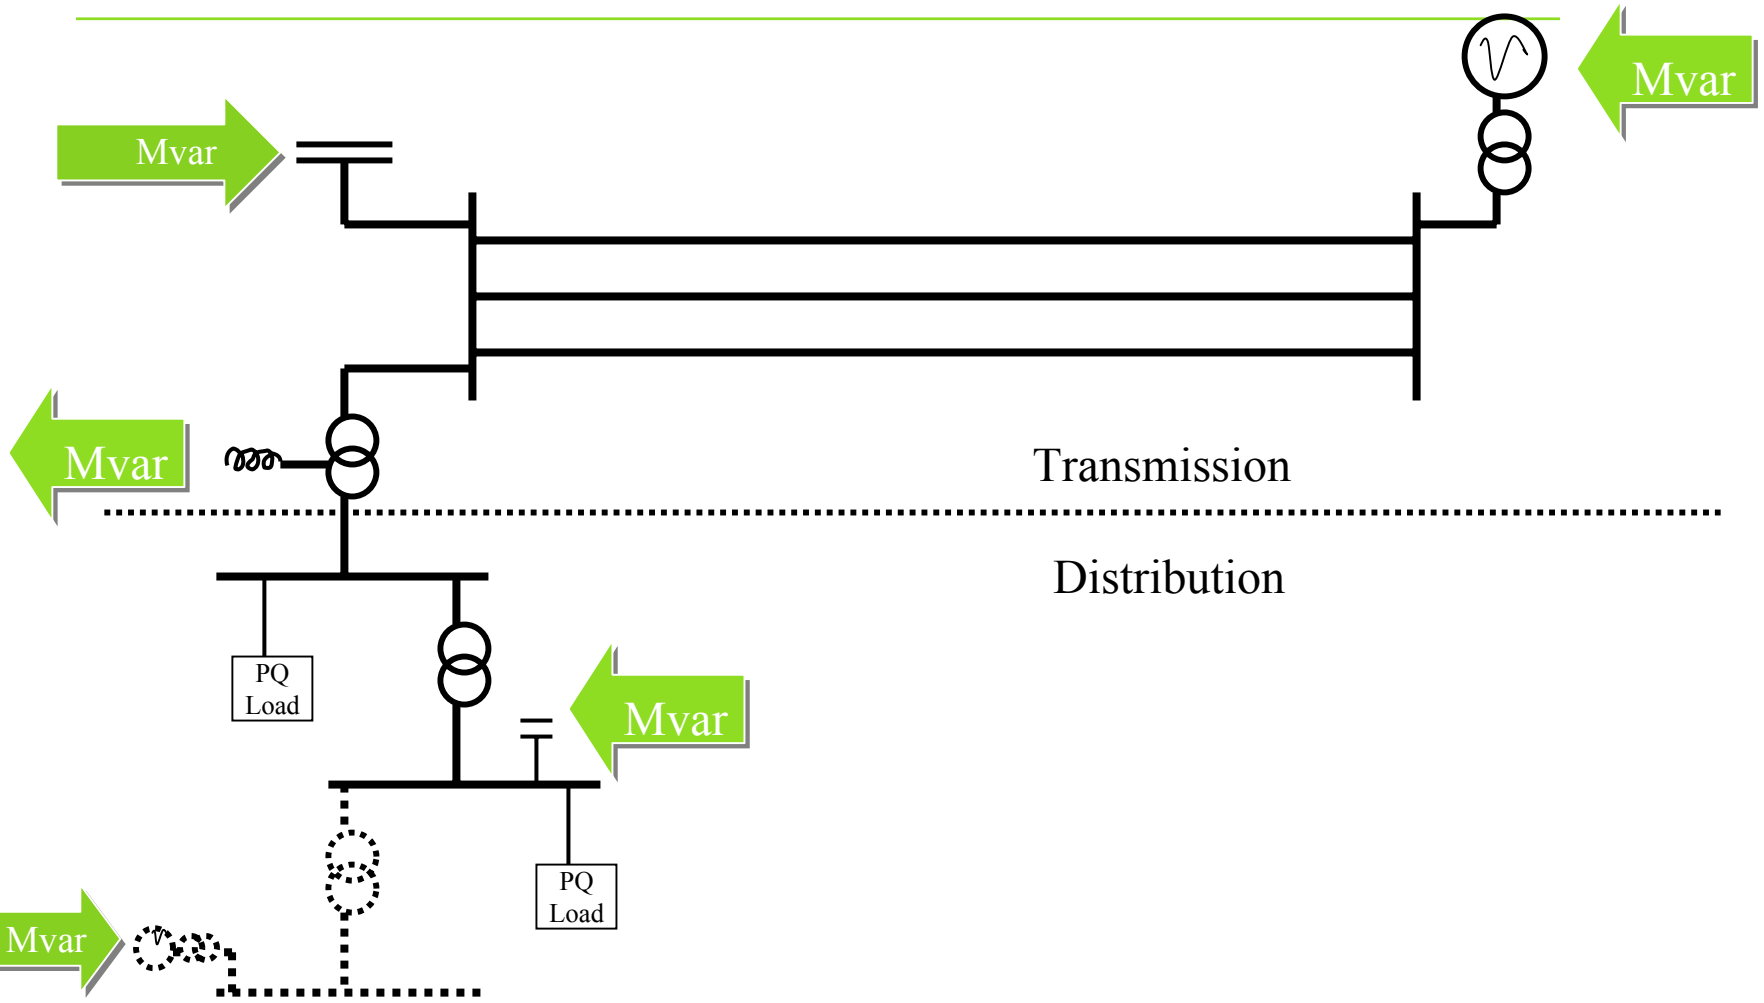 Mvar
Mvar
Mvar
Transmission
Distribution
PQ
Load
Mvar
PQ
Load
Mvar